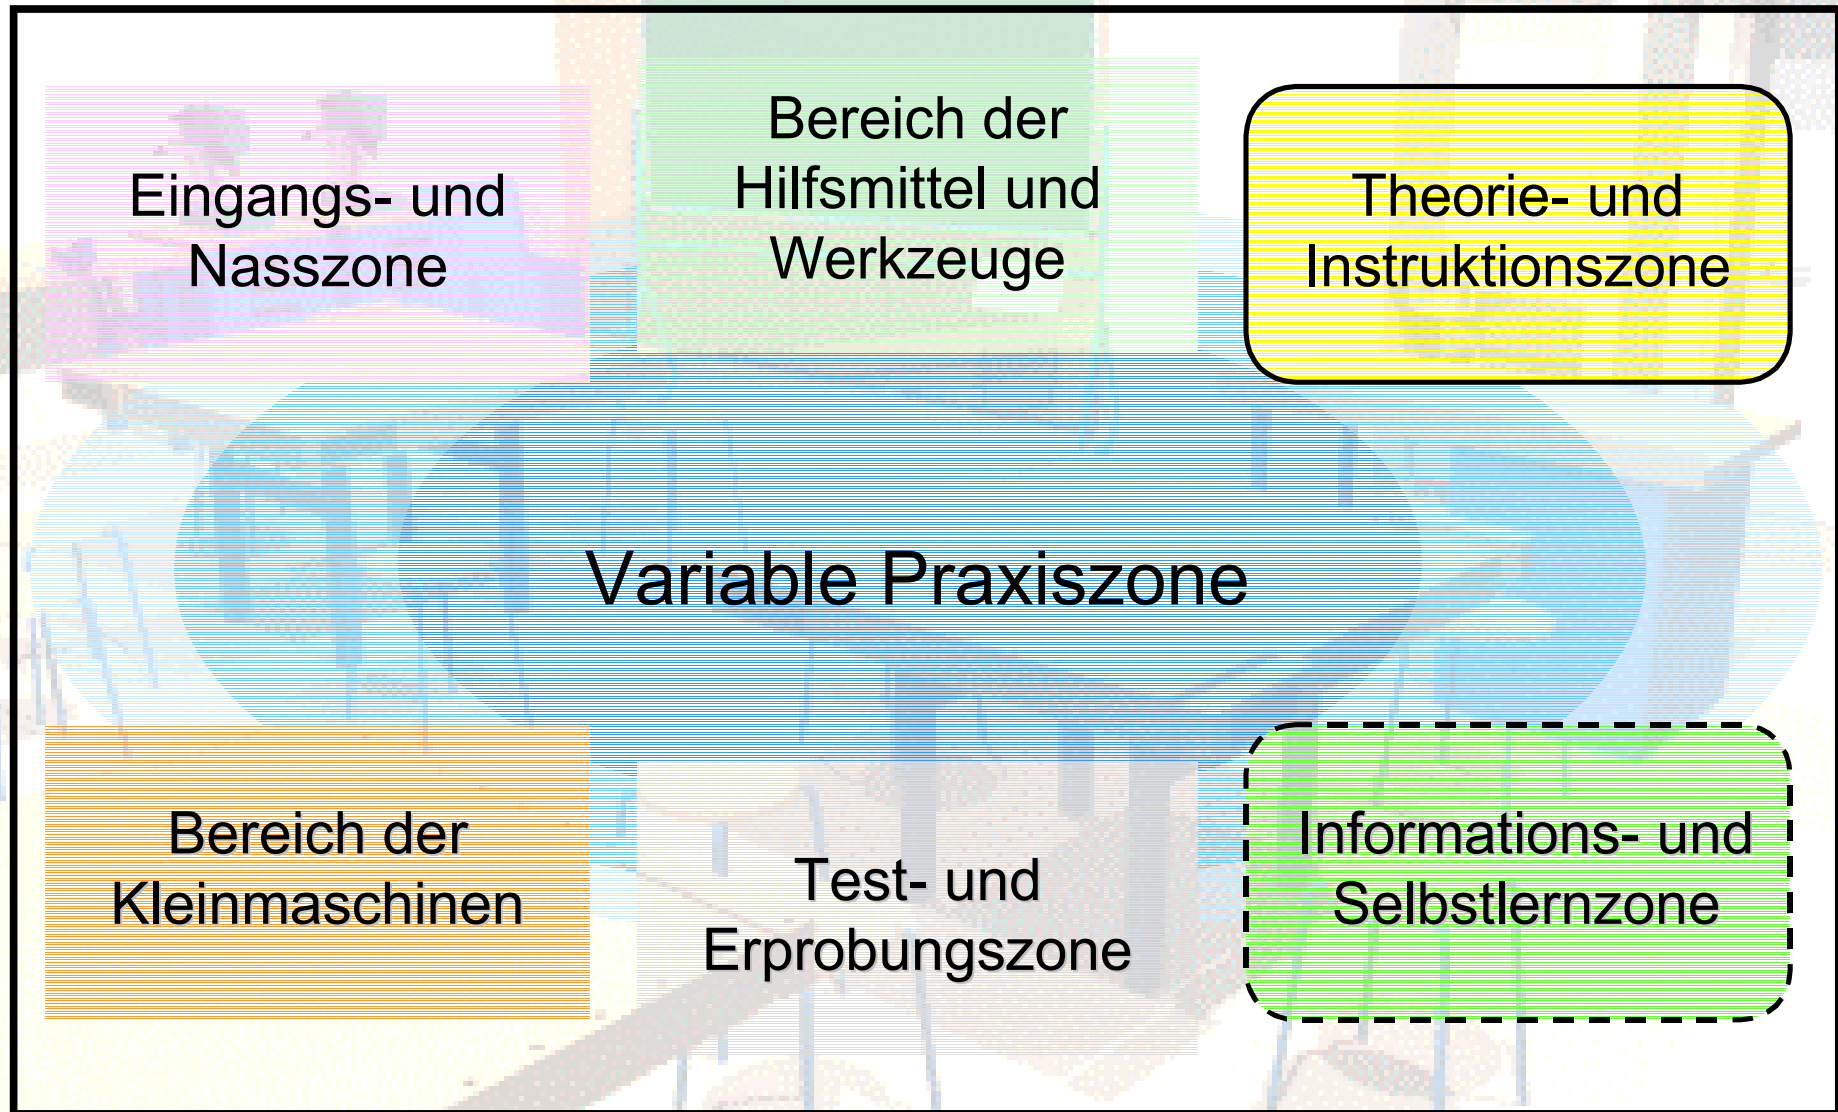 Eingangs- und
Nasszone
Bereich der
Hilfsmittel und
Werkzeuge
Theorie- und
Instruktionszone
Variable Praxiszone
Bereich der
Kleinmaschinen
Test- und
Erprobungszone
Informations- und
Selbstlernzone